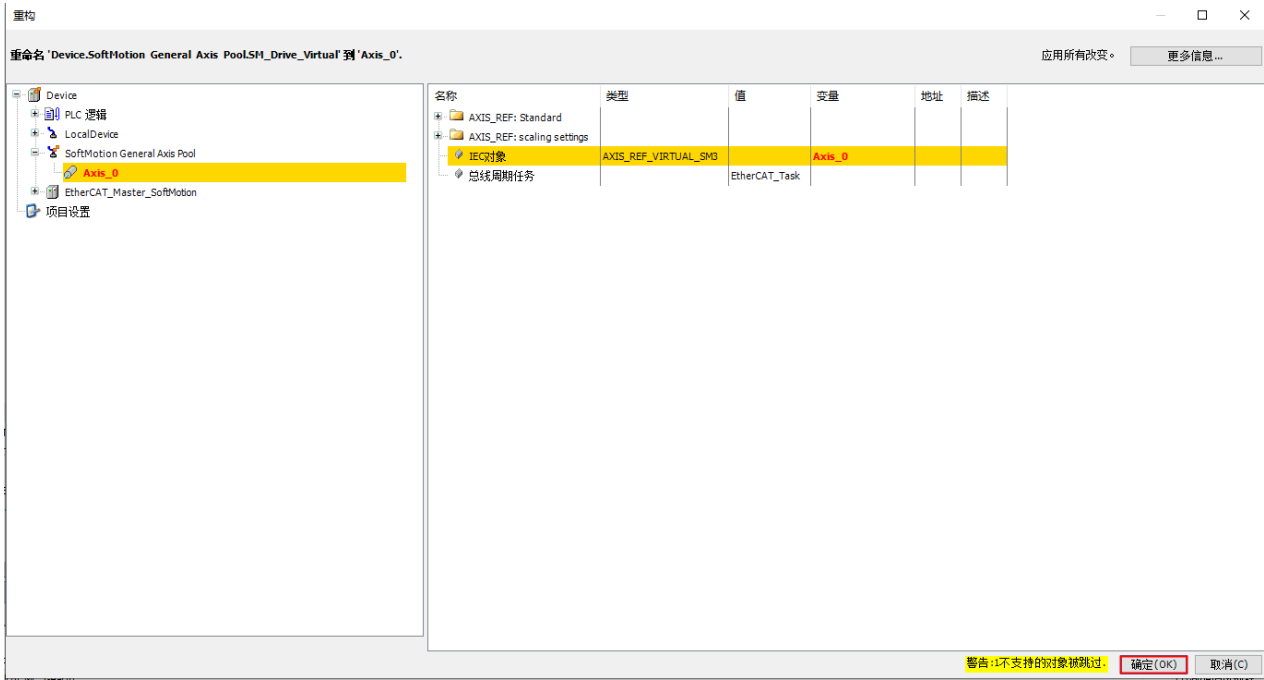 重构
重命名 'Device.SoftMotion General Axis Pool.SM_Drive_Virtual' 到 'Axis_0'.
应用所有改变。
更多信息...
Device
PLC 逻辑
LocalDevice
SoftMotion General Axis Pool
Axis_0
EtherCAT_Master_SoftMotion
项目设置
名称 类型 值 变量 地址 描述
AXIS_REF: Standard
AXIS_REF: scaling settings
IEC对象 AXIS_REF_VIRTUAL_SM3 Axis_0
总线周期任务 EtherCAT_Task
警告:1不支持的对象被跳过.
确定(OK)
取消(C)